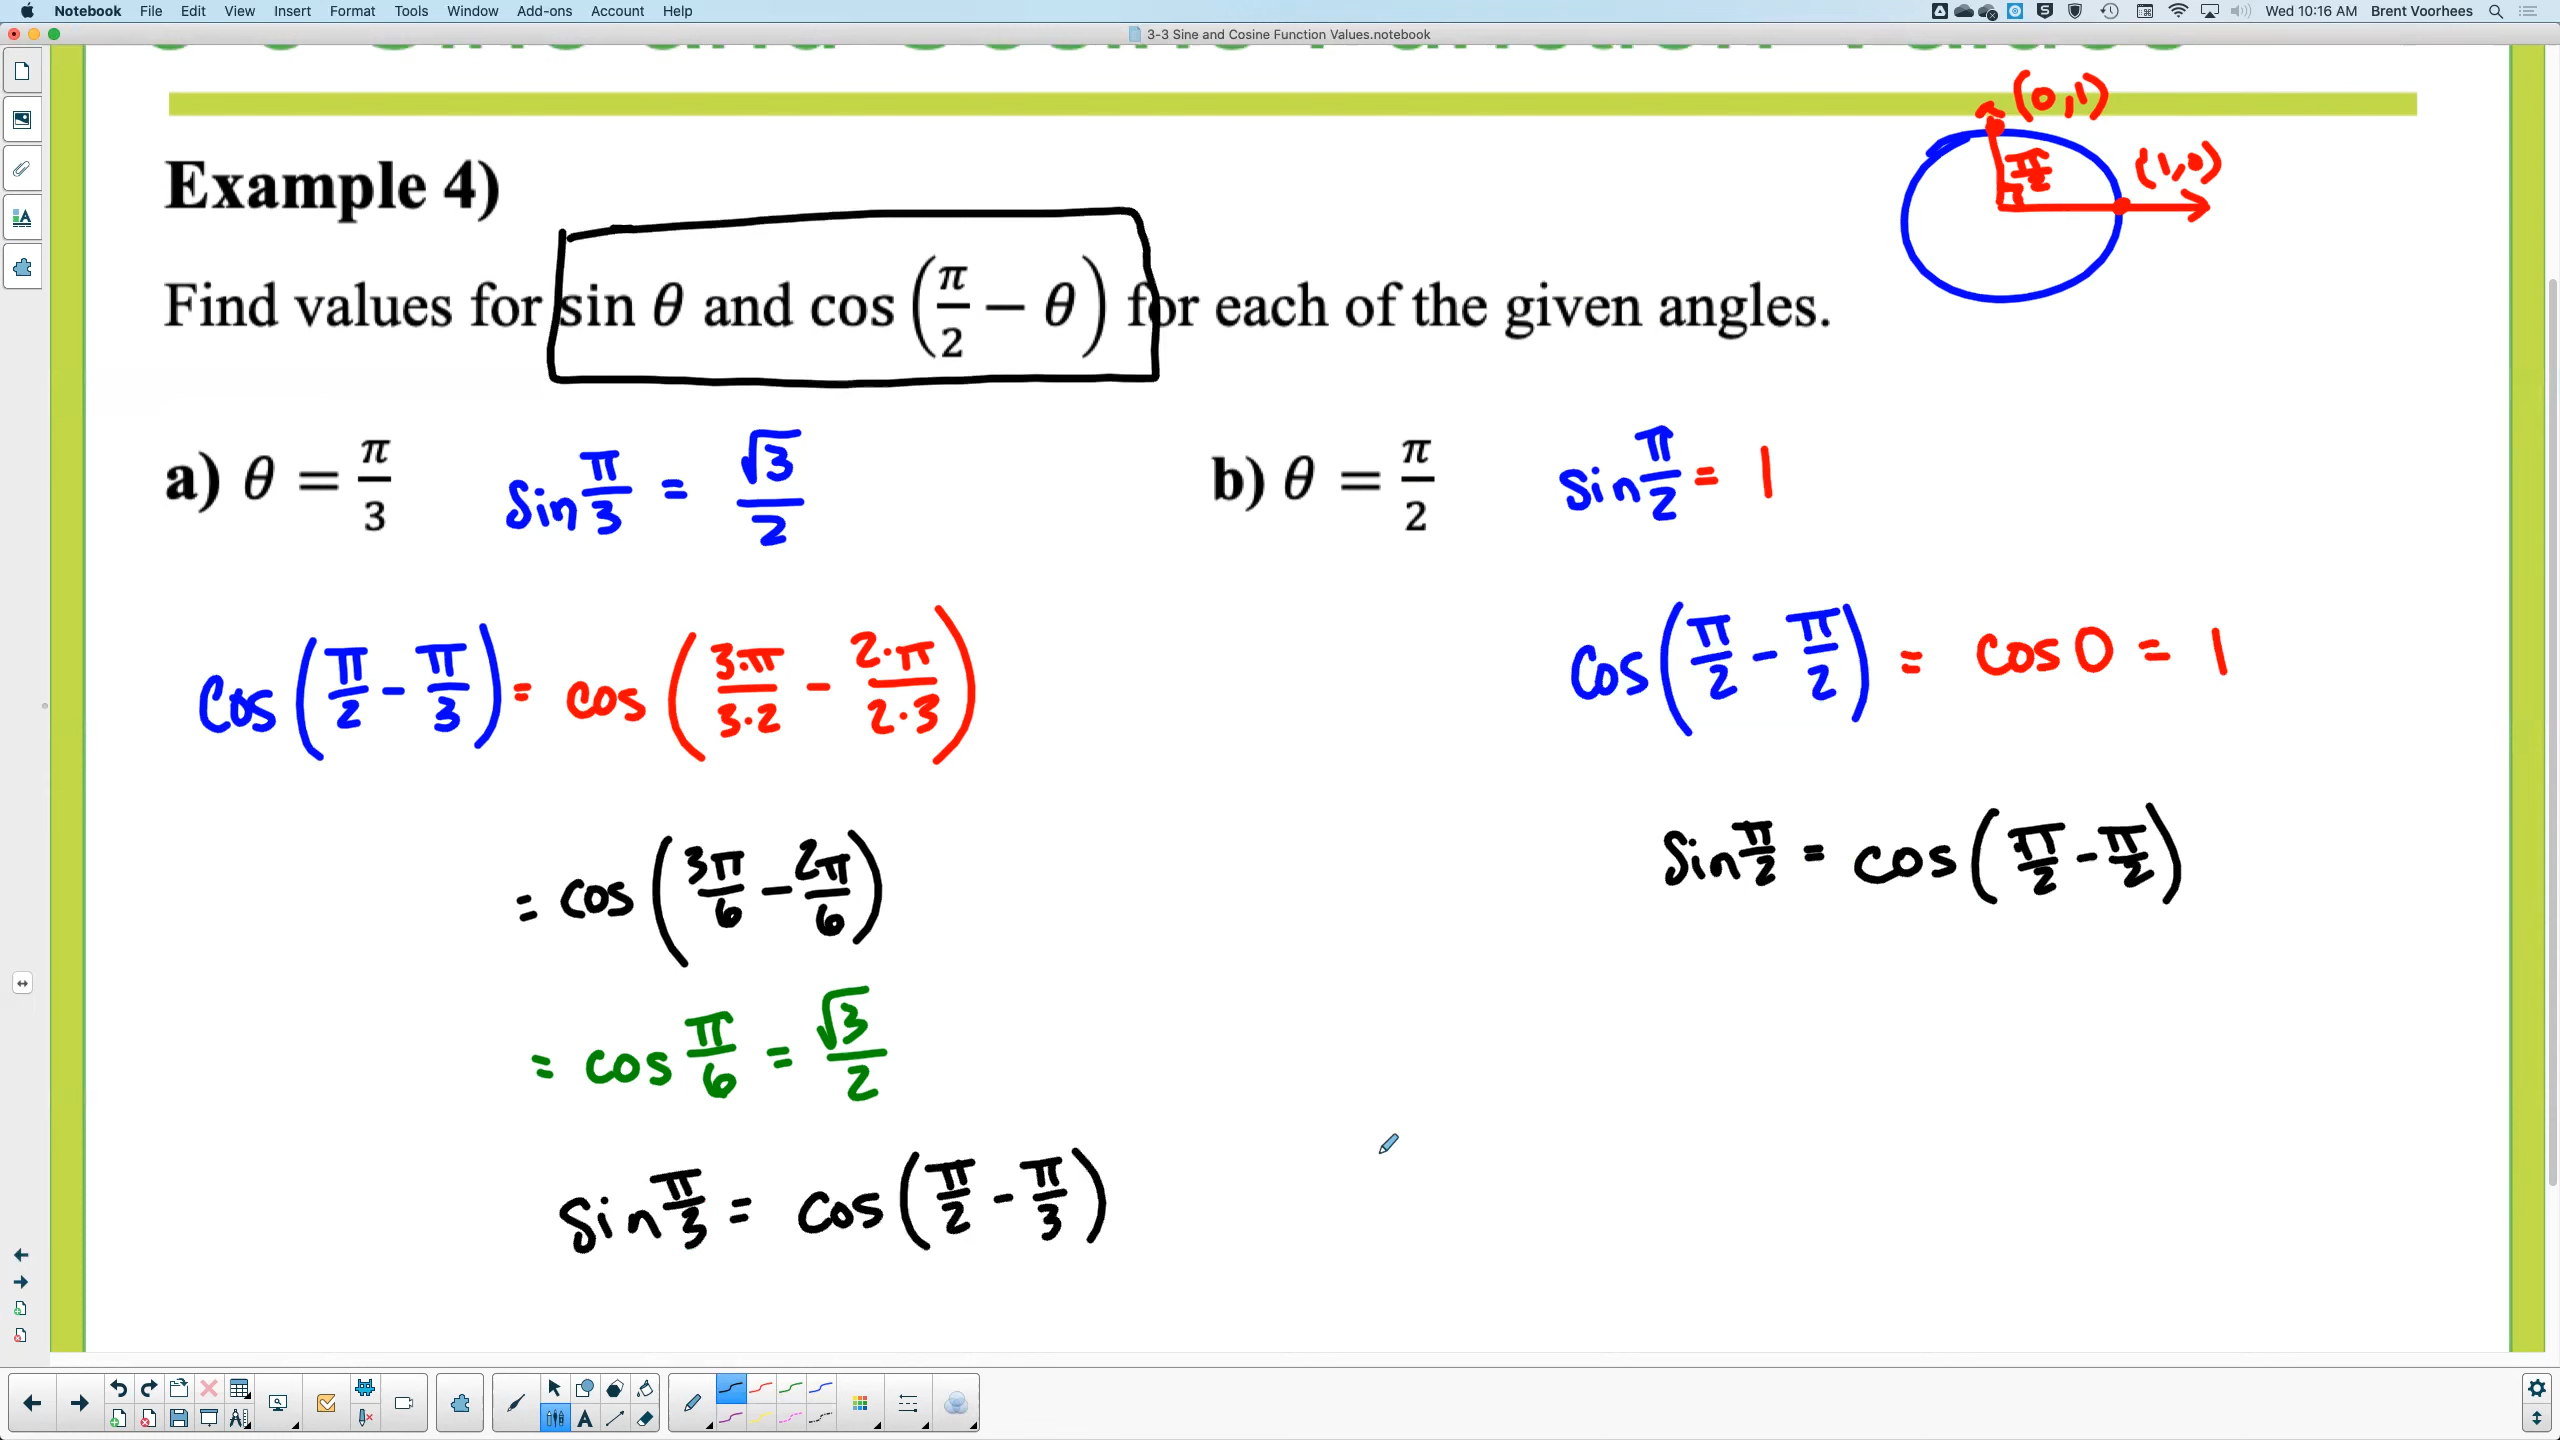 Notebook File Edit View Insert Format Tools Window Add-ons Account Help Wed 10:16 AM Brent Voorhees
3-3 Sine and Cosine Function Values.notebook
(0,1)
(1,0)
π/2
Example 4)
Find values for sin θ and cos (π/2 − θ) for each of the given angles.
a) θ = π/3 sin π/3 = √3/2
cos (π/2 - π/3) = cos (3·π/3·2 - 2·π/2·3)
= cos (3π/6 - 2π/6)
= cos π/6 = √3/2
sin π/3 = cos (π/2 - π/3)
b) θ = π/2 sin π/2 = 1
cos (π/2 - π/2) = cos 0 = 1
sin π/2 = cos (π/2 - π/2)